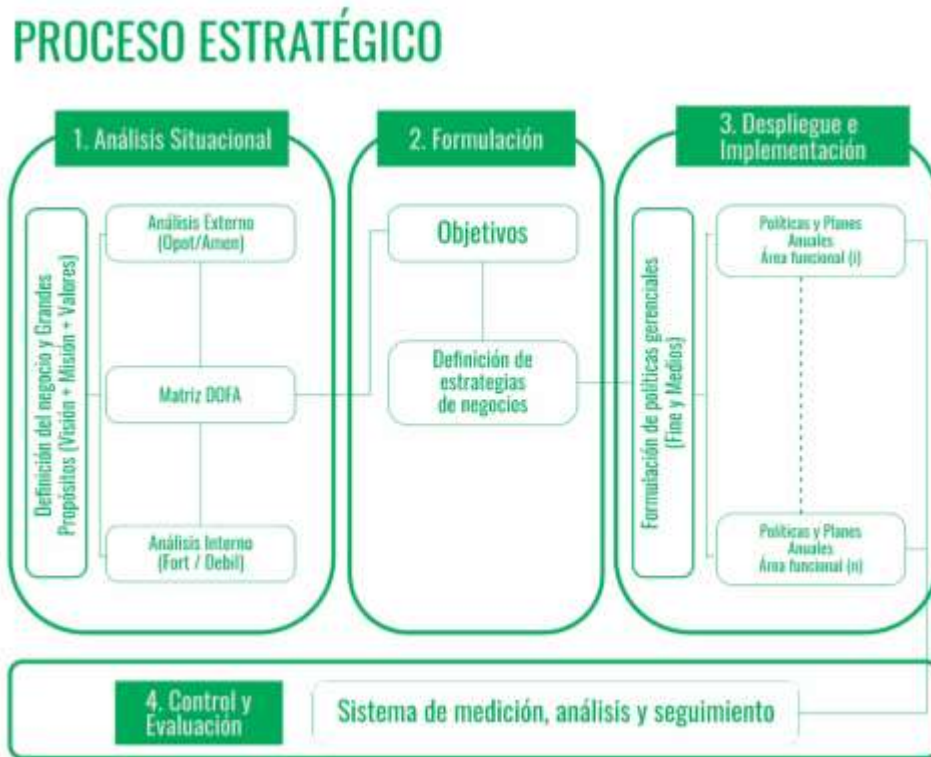 PROCESO ESTRATÉGICO
1. Análisis Situacional
Definición del negocio y Grandes
Propósitos (Visión + Misión + Valores)
Análisis Externo
(Opot/Amen)
Matriz DOFA
Análisis Interno
(Fort / Debil)
2. Formulación
Objetivos
Definición de
estrategias
de negocios
3. Despliegue e
Implementación
Formulación de políticas gerenciales
(Fine y Medios)
Políticas y Planes
Anuales
Área funcional (i)
Políticas y Planes
Anuales
Área funcional (n)
4. Control y
Evaluación
Sistema de medición, análisis y seguimiento